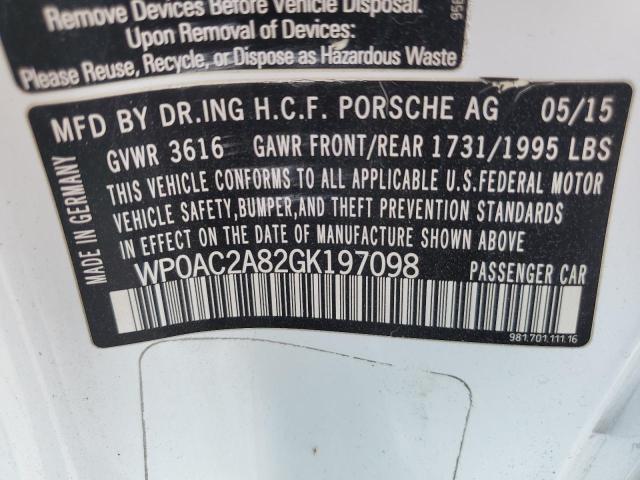 Remove Devices Before Vehicle Disposal.
Upon Removal of Devices:
Please Reuse, Recycle, or Dispose as Hazardous Waste
MFD BY DR.ING H.C.F. PORSCHE AG 05/15
GVWR 3616 GAWR FRONT/REAR 1731/1995 LBS
THIS VEHICLE CONFORMS TO ALL APPLICABLE U.S.FEDERAL MOTOR
VEHICLE SAFETY,BUMPER,AND THEFT PREVENTION STANDARDS
IN EFFECT ON THE DATE OF MANUFACTURE SHOWN ABOVE
WP0AC2A82GK197098 PASSENGER CAR
MADE IN GERMANY
981.701.111.16